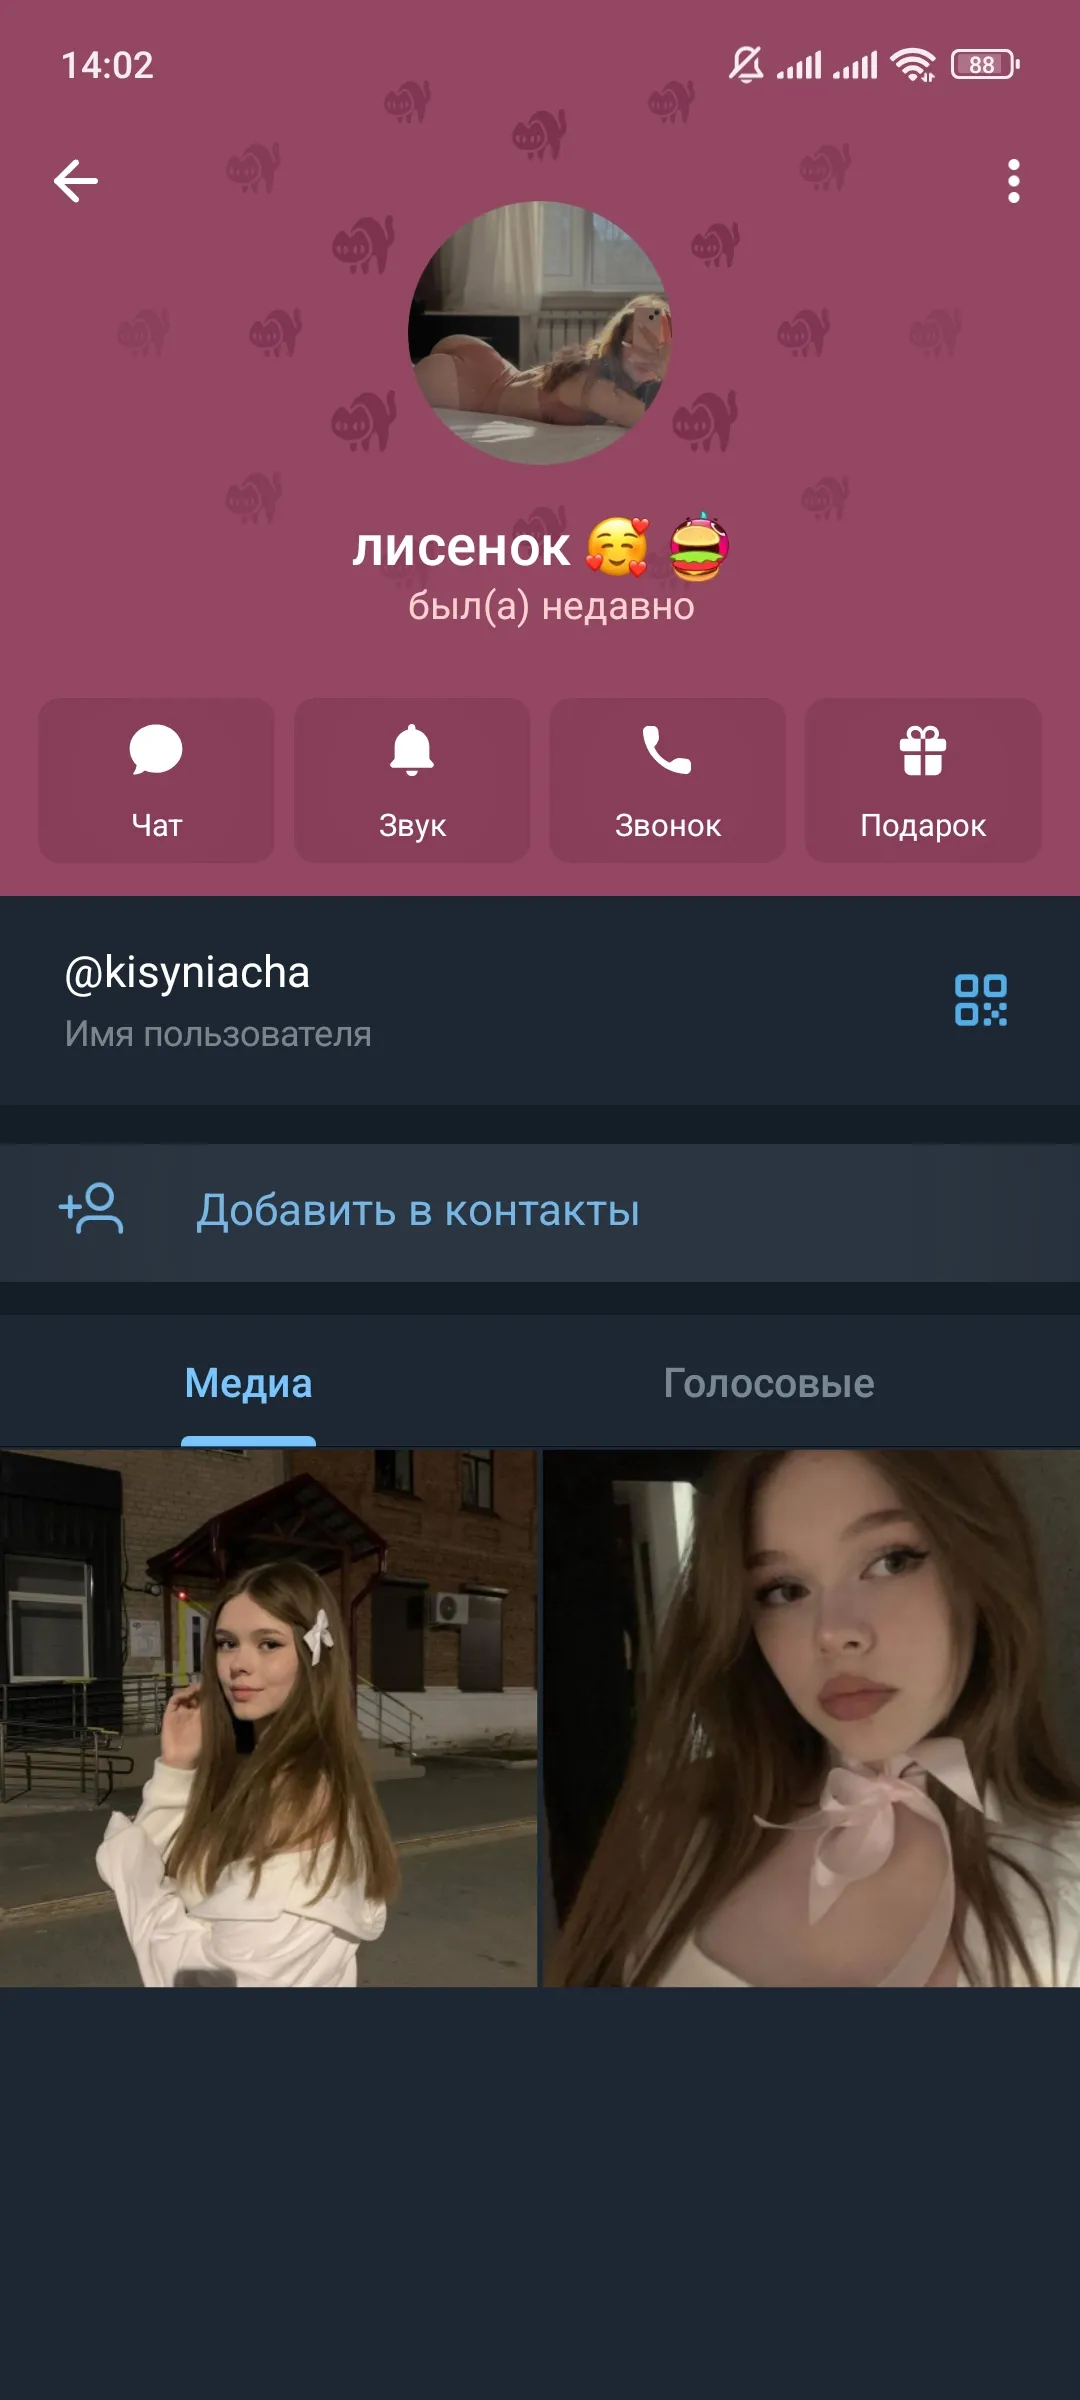 14:02
88
лисенок 🥰
был(а) недавно
Чат
Звук
Звонок
Подарок
@kisyniacha
Имя пользователя
Добавить в контакты
Медиа
Голосовые